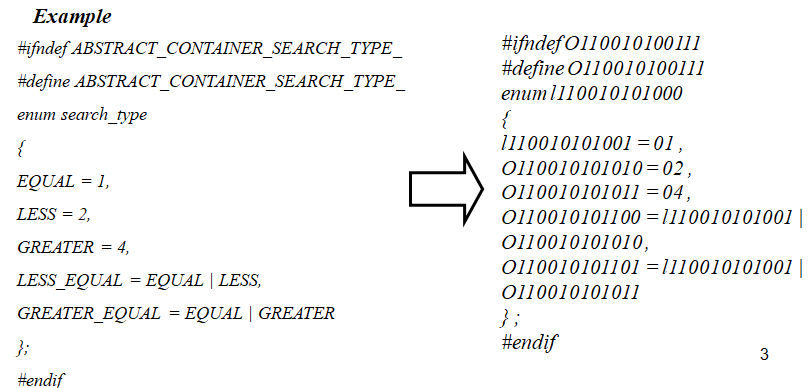 Example
#ifndef ABSTRACT_CONTAINER_SEARCH_TYPE_
#define ABSTRACT_CONTAINER_SEARCH_TYPE_
enum search_type
{
EQUAL = 1,
LESS = 2,
GREATER = 4,
LESS_EQUAL = EQUAL | LESS,
GREATER_EQUAL = EQUAL | GREATER
};
#endif
#ifndef O110010100111
#define O110010100111
enum l110010101000
{
l110010101001 = 01 ,
O110010101010 = 02 ,
O110010101011 = 04 ,
O110010101100 = l110010101001 |
O110010101010 ,
O110010101101 = l110010101001 |
O110010101011
} ;
#endif
3